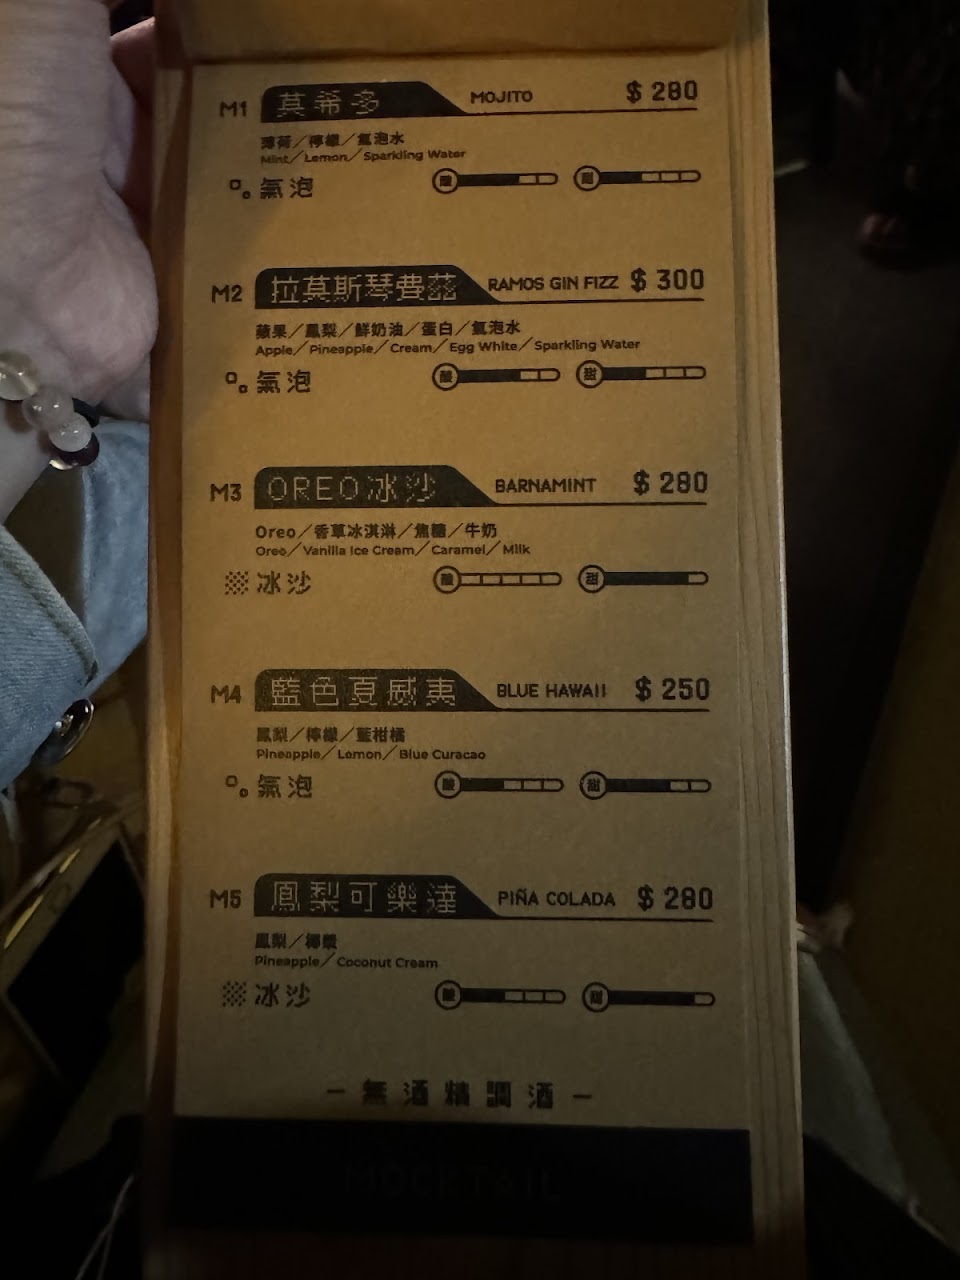 M1 莫希多 MOJITO $ 280
薄荷／檸檬／氣泡水
Mint／Lemon／Sparkling Water
氣泡 酸 甜
M2 拉莫斯琴費茲 RAMOS GIN FIZZ $ 300
蘋果／鳳梨／鮮奶油／蛋白／氣泡水
Apple／Pineapple／Cream／Egg White／Sparkling Water
氣泡 酸 甜
M3 OREO冰沙 BARNAMINT $ 280
Oreo／香草冰淇淋／焦糖／牛奶
Oreo／Vanilla Ice Cream／Caramel／Milk
冰沙 酸 甜
M4 藍色夏威夷 BLUE HAWAII $ 250
鳳梨／檸檬／藍柑橘
Pineapple／Lemon／Blue Curacao
氣泡 酸 甜
M5 鳳梨可樂達 PIÑA COLADA $ 280
鳳梨／椰漿
Pineapple／Coconut Cream
冰沙 酸 甜
－無酒精調酒－
MOCKTAIL